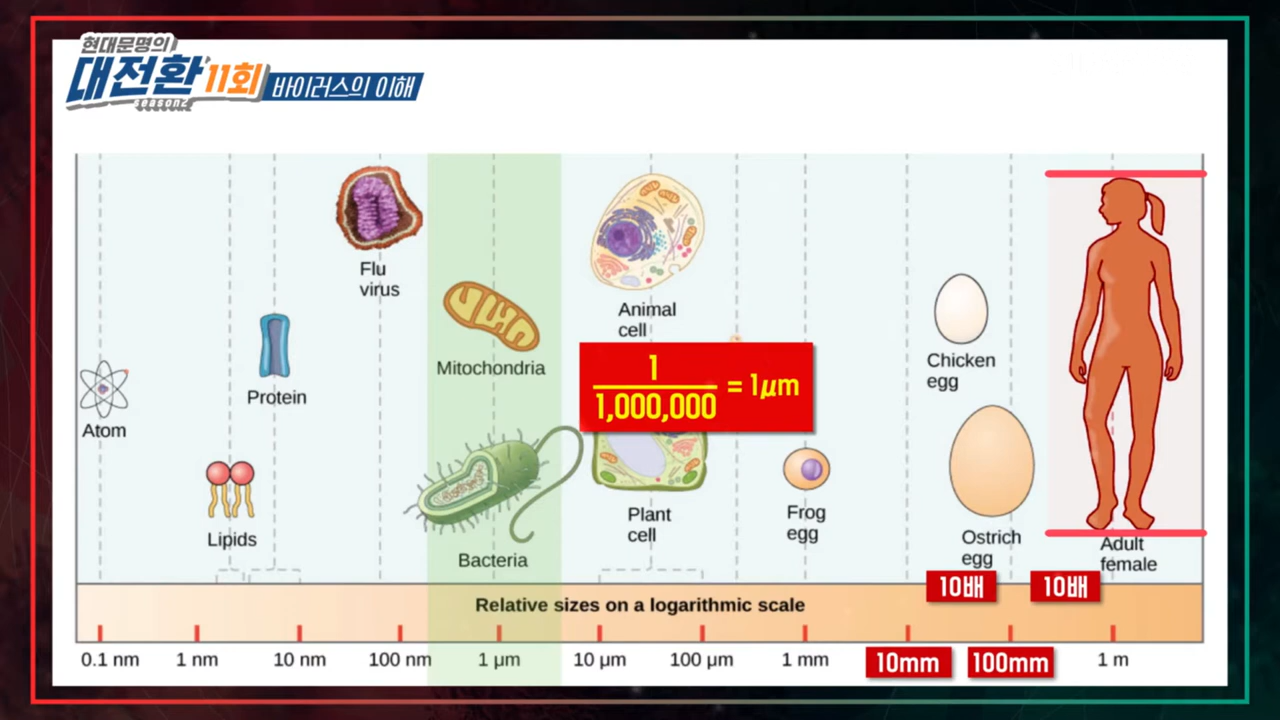 현대문명의
대전환 11회 바이러스의 이해
season2
Flu
virus
Animal
cell
Mitochondria
Chicken
egg
1
1,000,000
= 1μm
Protein
Atom
Lipids
Bacteria
Plant
cell
Frog
egg
Ostrich
egg
Adult
female
10배
10배
Relative sizes on a logarithmic scale
0.1 nm 1 nm 10 nm 100 nm 1 μm 10 μm 100 μm 1 mm 10mm 100mm 1 m